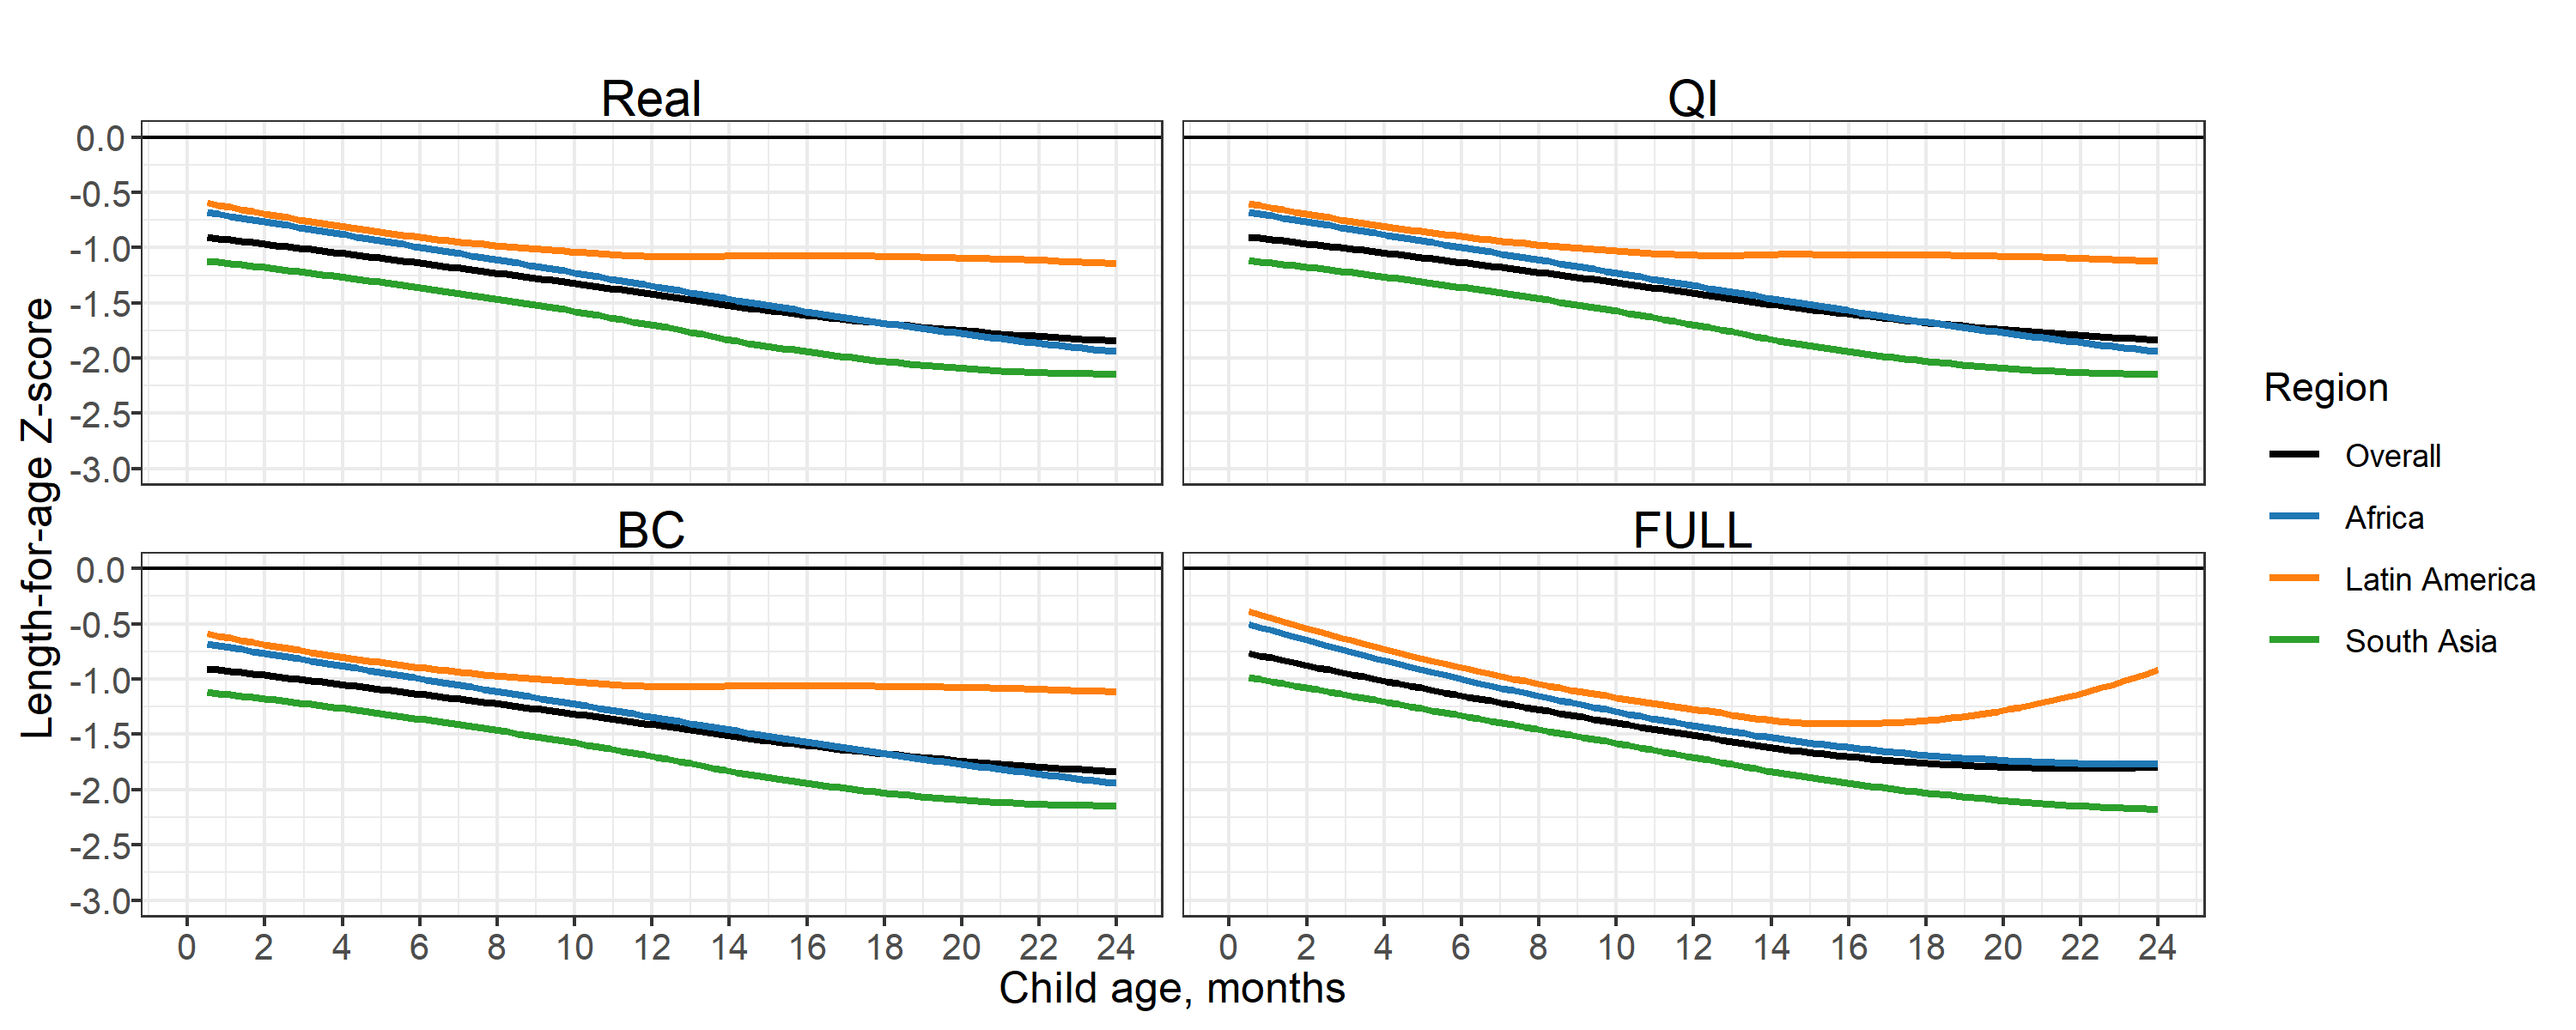 Real
QI
0.0
-0.5
-1.0
-1.5
-2.0
-2.5
-3.0
BC
FULL
0.0
-0.5
-1.0
-1.5
-2.0
-2.5
-3.0
0 2 4 6 8 10 12 14 16 18 20 22 24
0 2 4 6 8 10 12 14 16 18 20 22 24
Child age, months
Length-for-age Z-score
Region
Overall
Africa
Latin America
South Asia